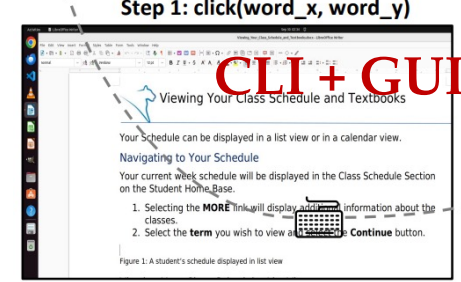 Step 1: click(word_x, word_y)
CLI + GUI
Viewing Your Class Schedule and Textbooks
Your Schedule can be displayed in a list view or in a calendar view.
Navigating to Your Schedule
Your current week schedule will be displayed in the Class Schedule Section
on the Student Home Base.
1. Selecting the MORE link will display additional information about the
classes.
2. Select the term you wish to view and select the Continue button.
Figure 1: A student's schedule displayed in list view